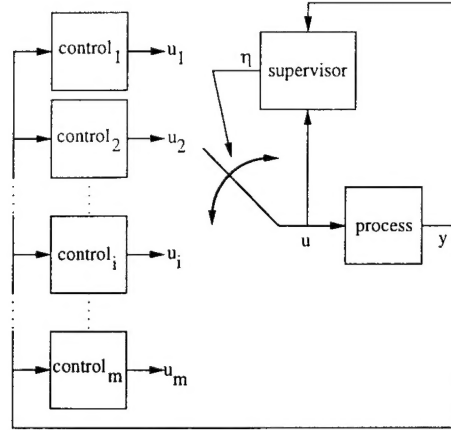 control₁ u₁
η
supervisor
control₂ u₂
controlᵢ uᵢ
u
process
y
controlₘ uₘ